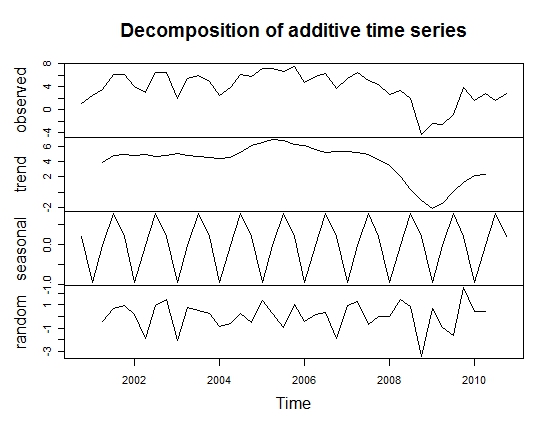 Decomposition of additive time series
observed
8
4
0
-4
trend
6
4
2
-2
seasonal
0.0
-1.0
random
1
-1
-3
2002 2004 2006 2008 2010
Time